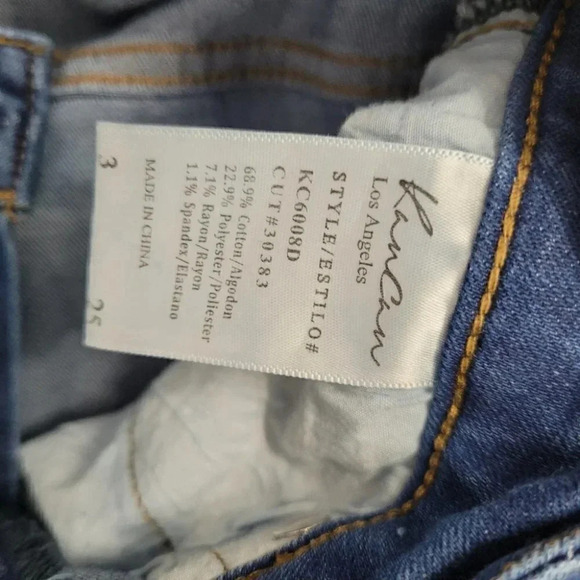 KanCan
Los Angeles
STYLE/ESTILO#
KC6008D
CUT#30383
68.9% Cotton/Algodon
22.9% Polyester/Poliester
7.1% Rayon/Rayon
1.1% Spandex/Elastano
MADE IN CHINA
3 25